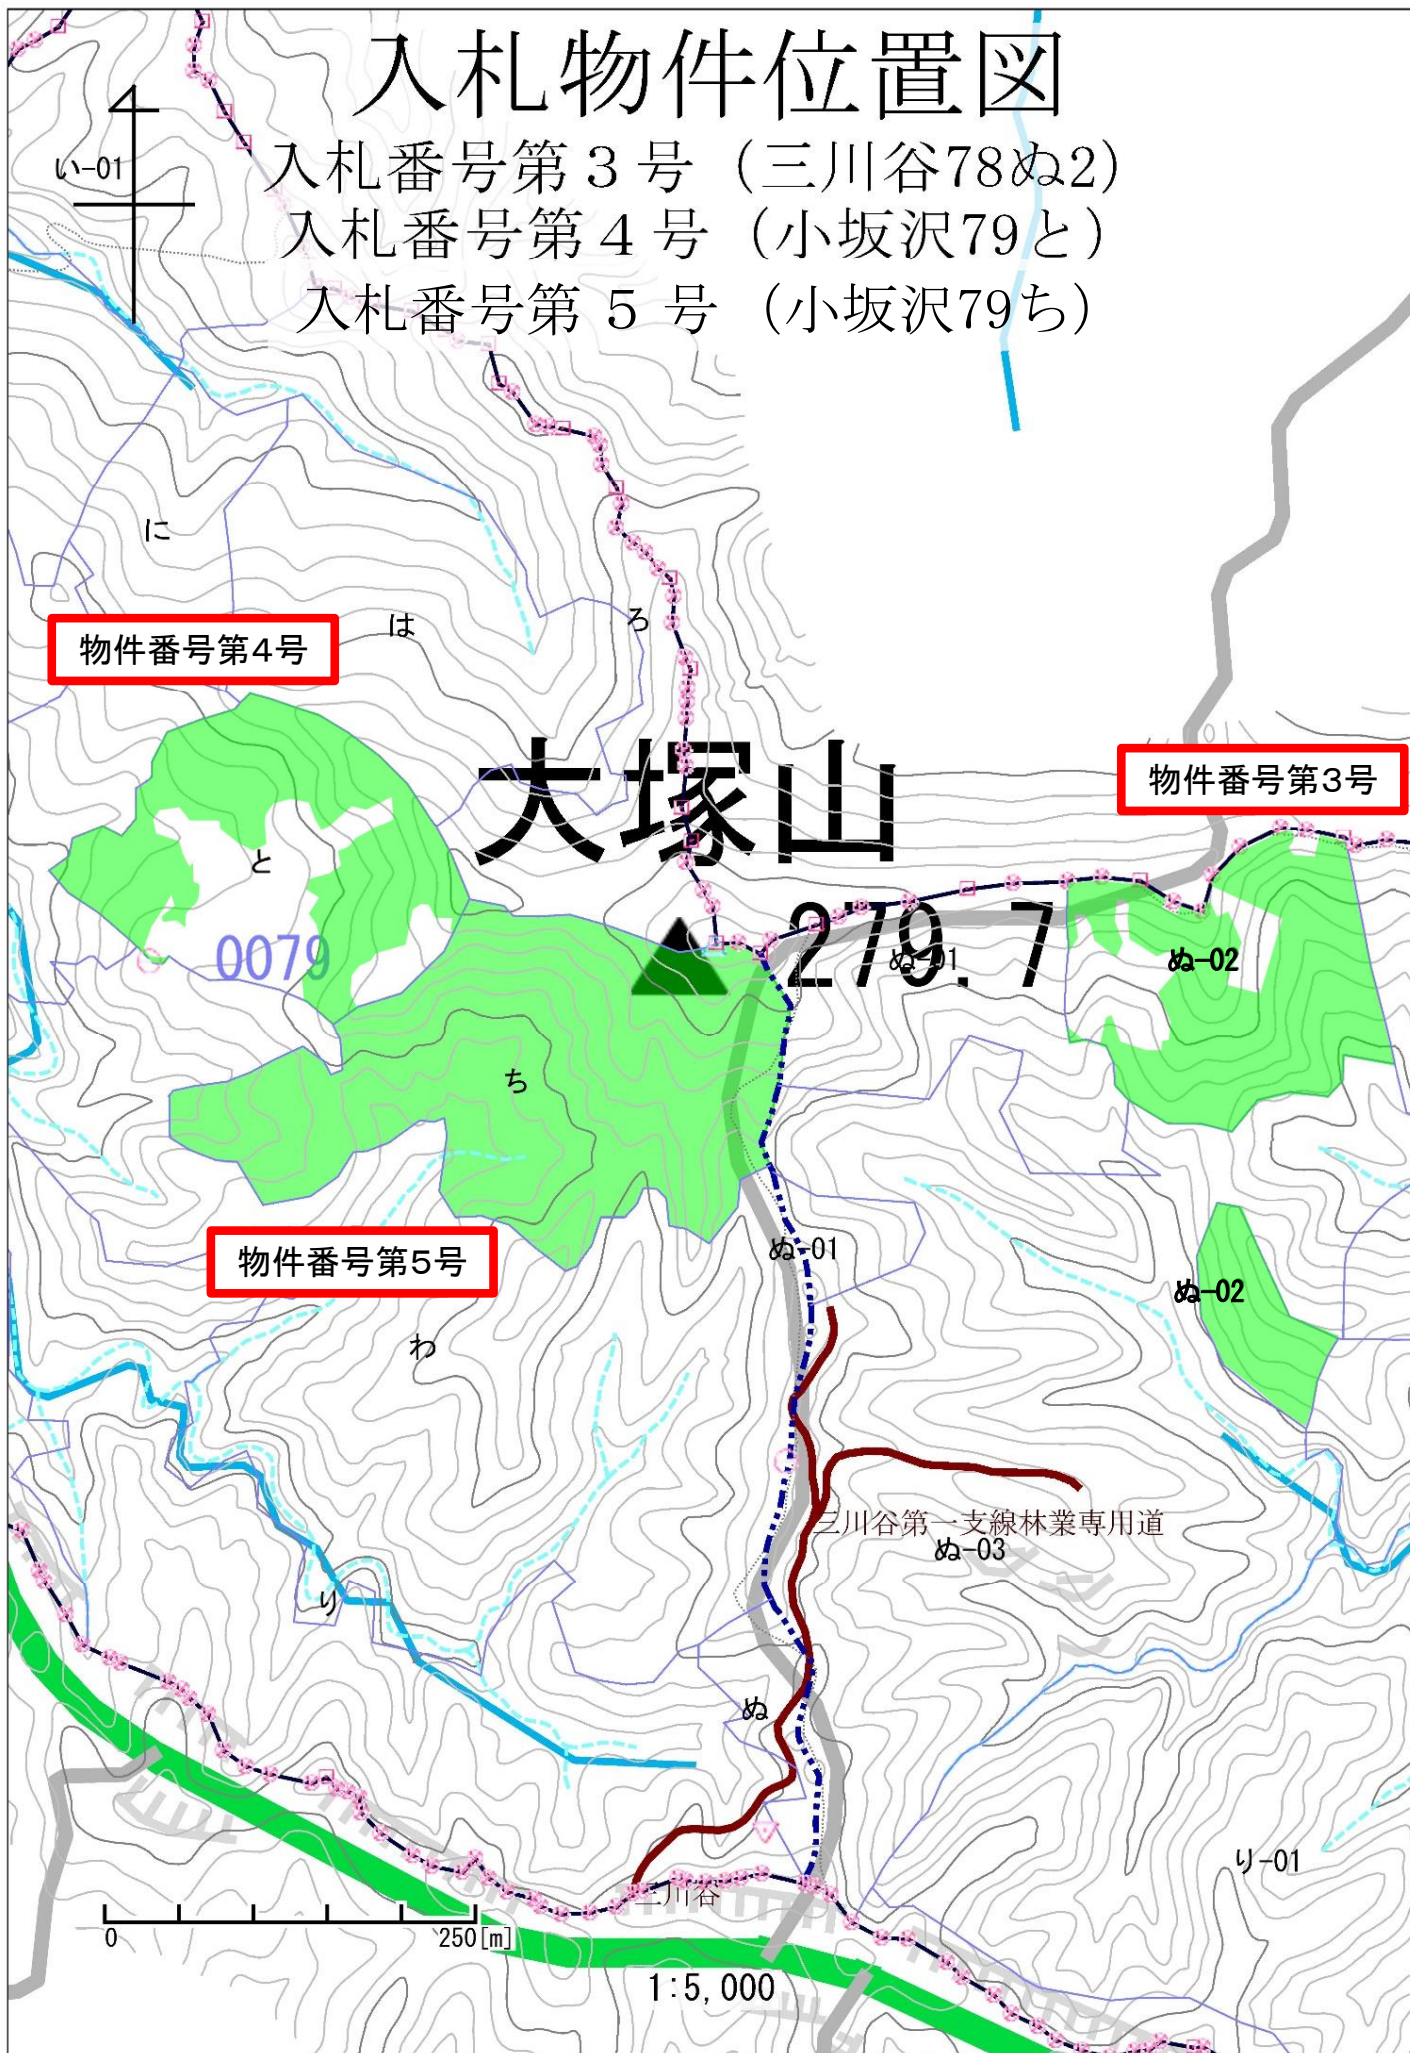 入札物件位置図
い-01
入札番号第３号（三川谷78ぬ2）
入札番号第４号（小坂沢79と）
入札番号第５号（小坂沢79ち）
に
は
ろ
物件番号第4号
大塚山
物件番号第3号
と
0079
279.7
ぬ-01
ぬ-02
ち
物件番号第5号
ぬ-01
ぬ-02
わ
三川谷第一支線林業専用道
ぬ-03
り
ぬ
り-01
三川谷
0
250[m]
1:5,000